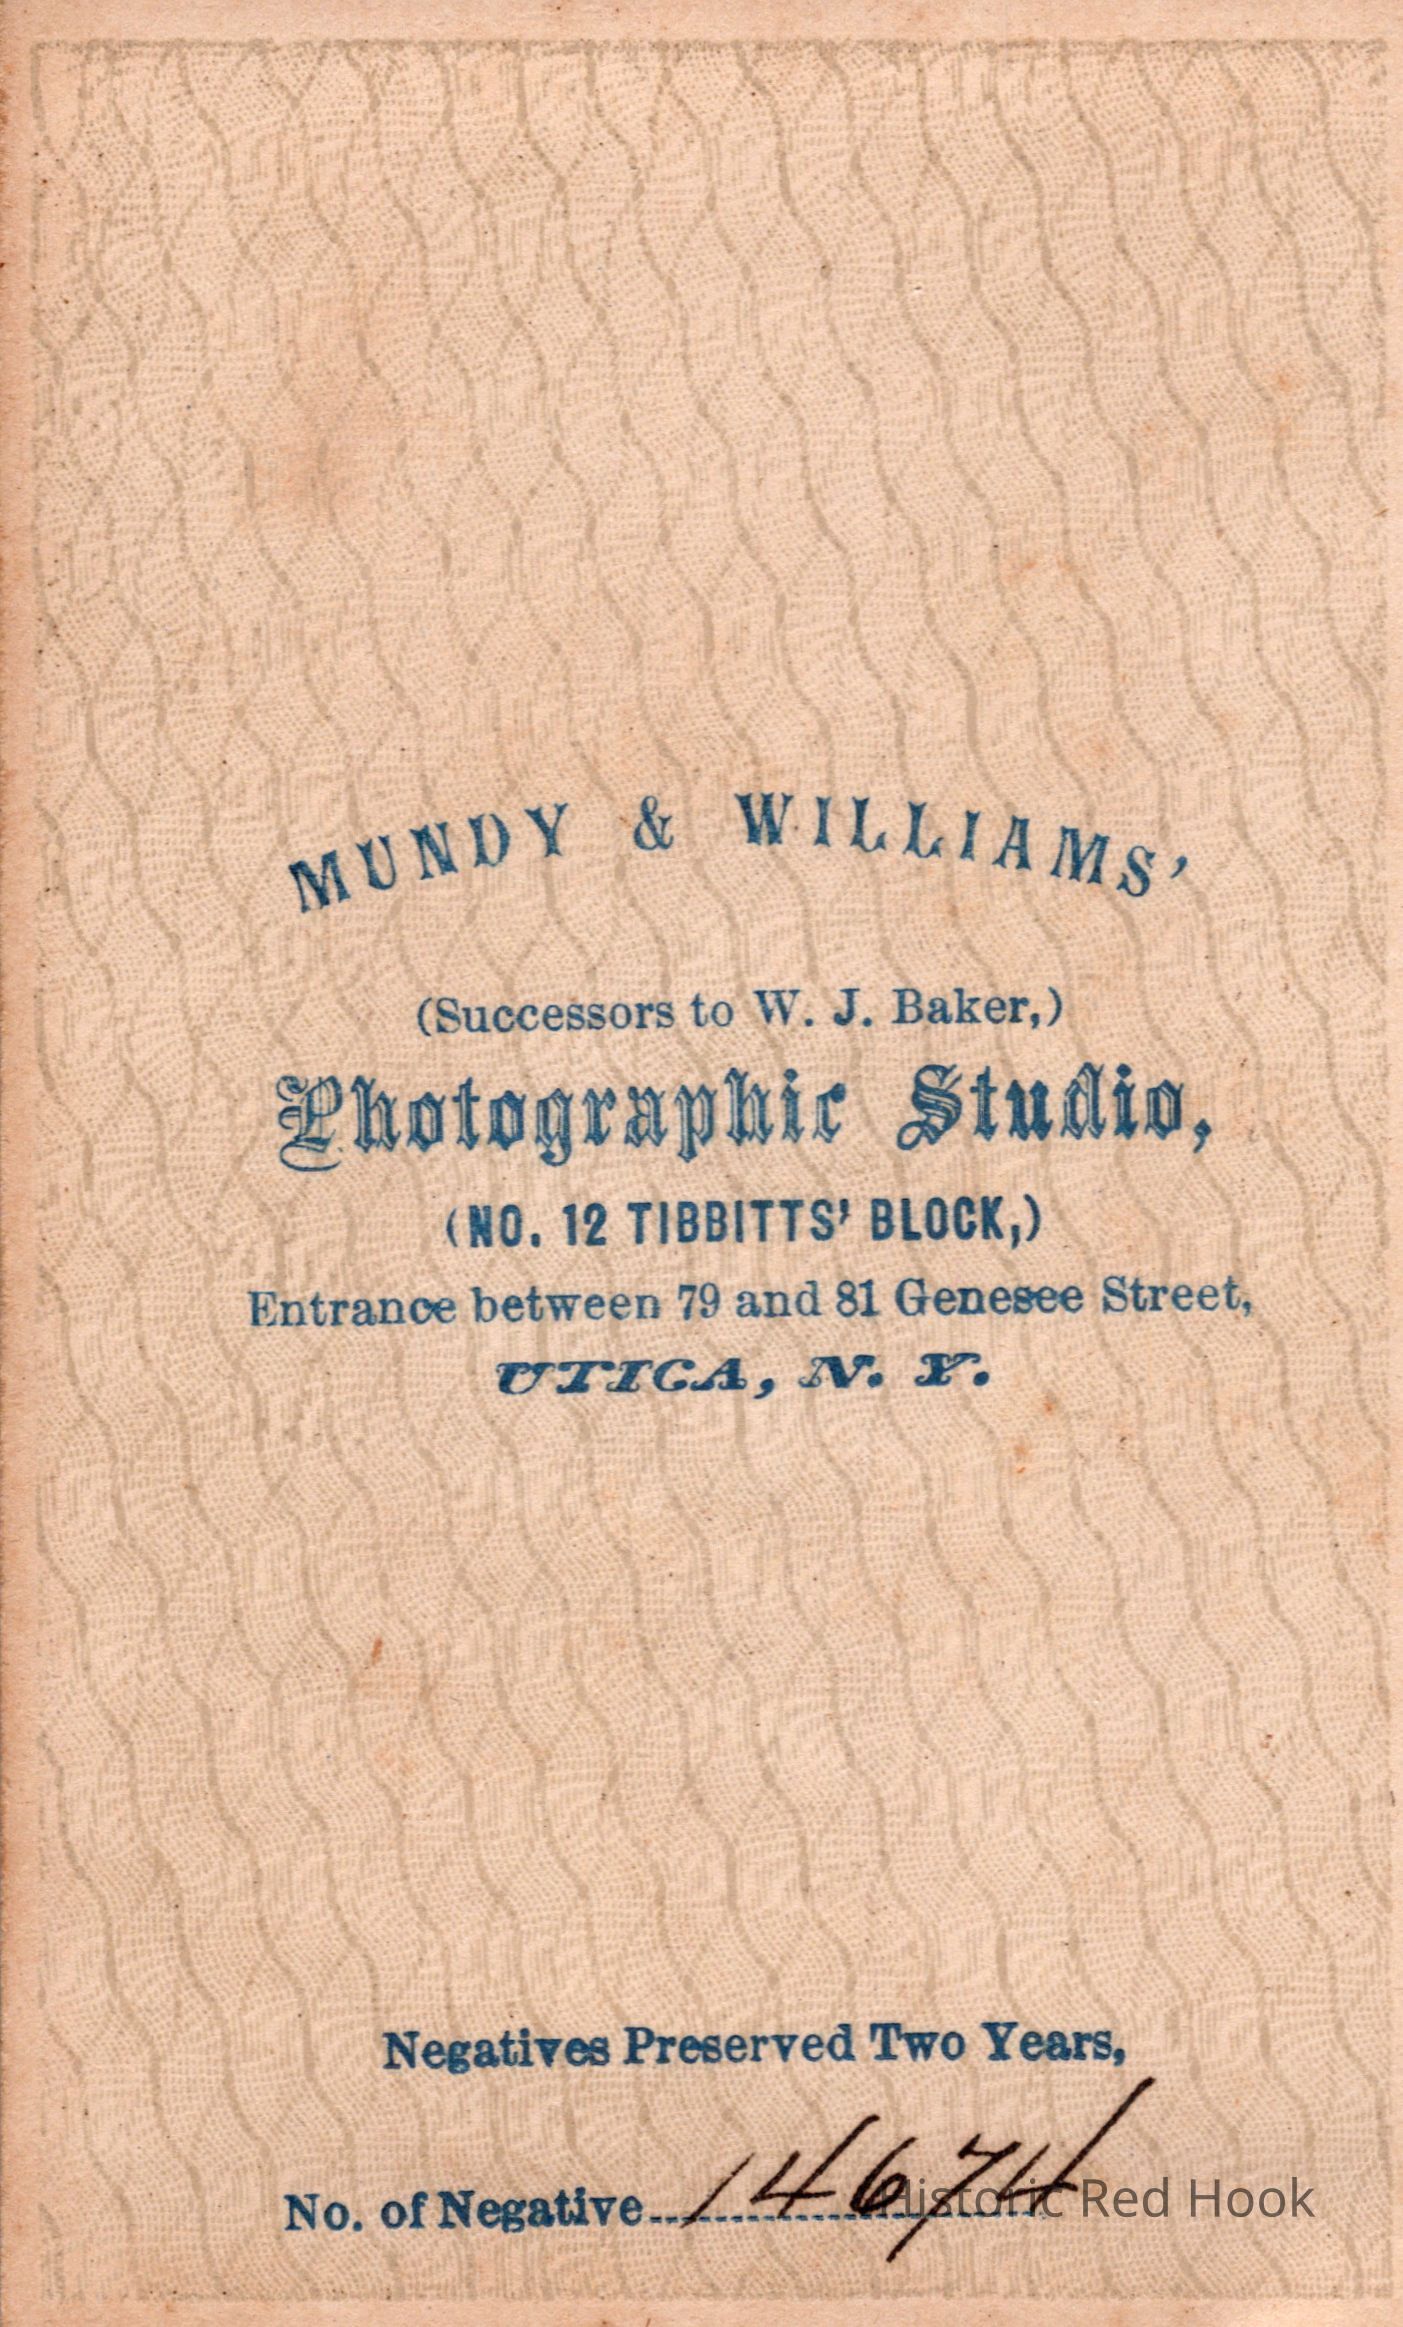 MUNDY & WILLIAMS'
(Successors to W. J. Baker,)
Photographic Studio,
(NO. 12 TIBBITTS' BLOCK,)
Entrance between 79 and 81 Genesee Street,
UTICA, N. Y.
Negatives Preserved Two Years,
No. of Negative 14674
Historic Red Hook